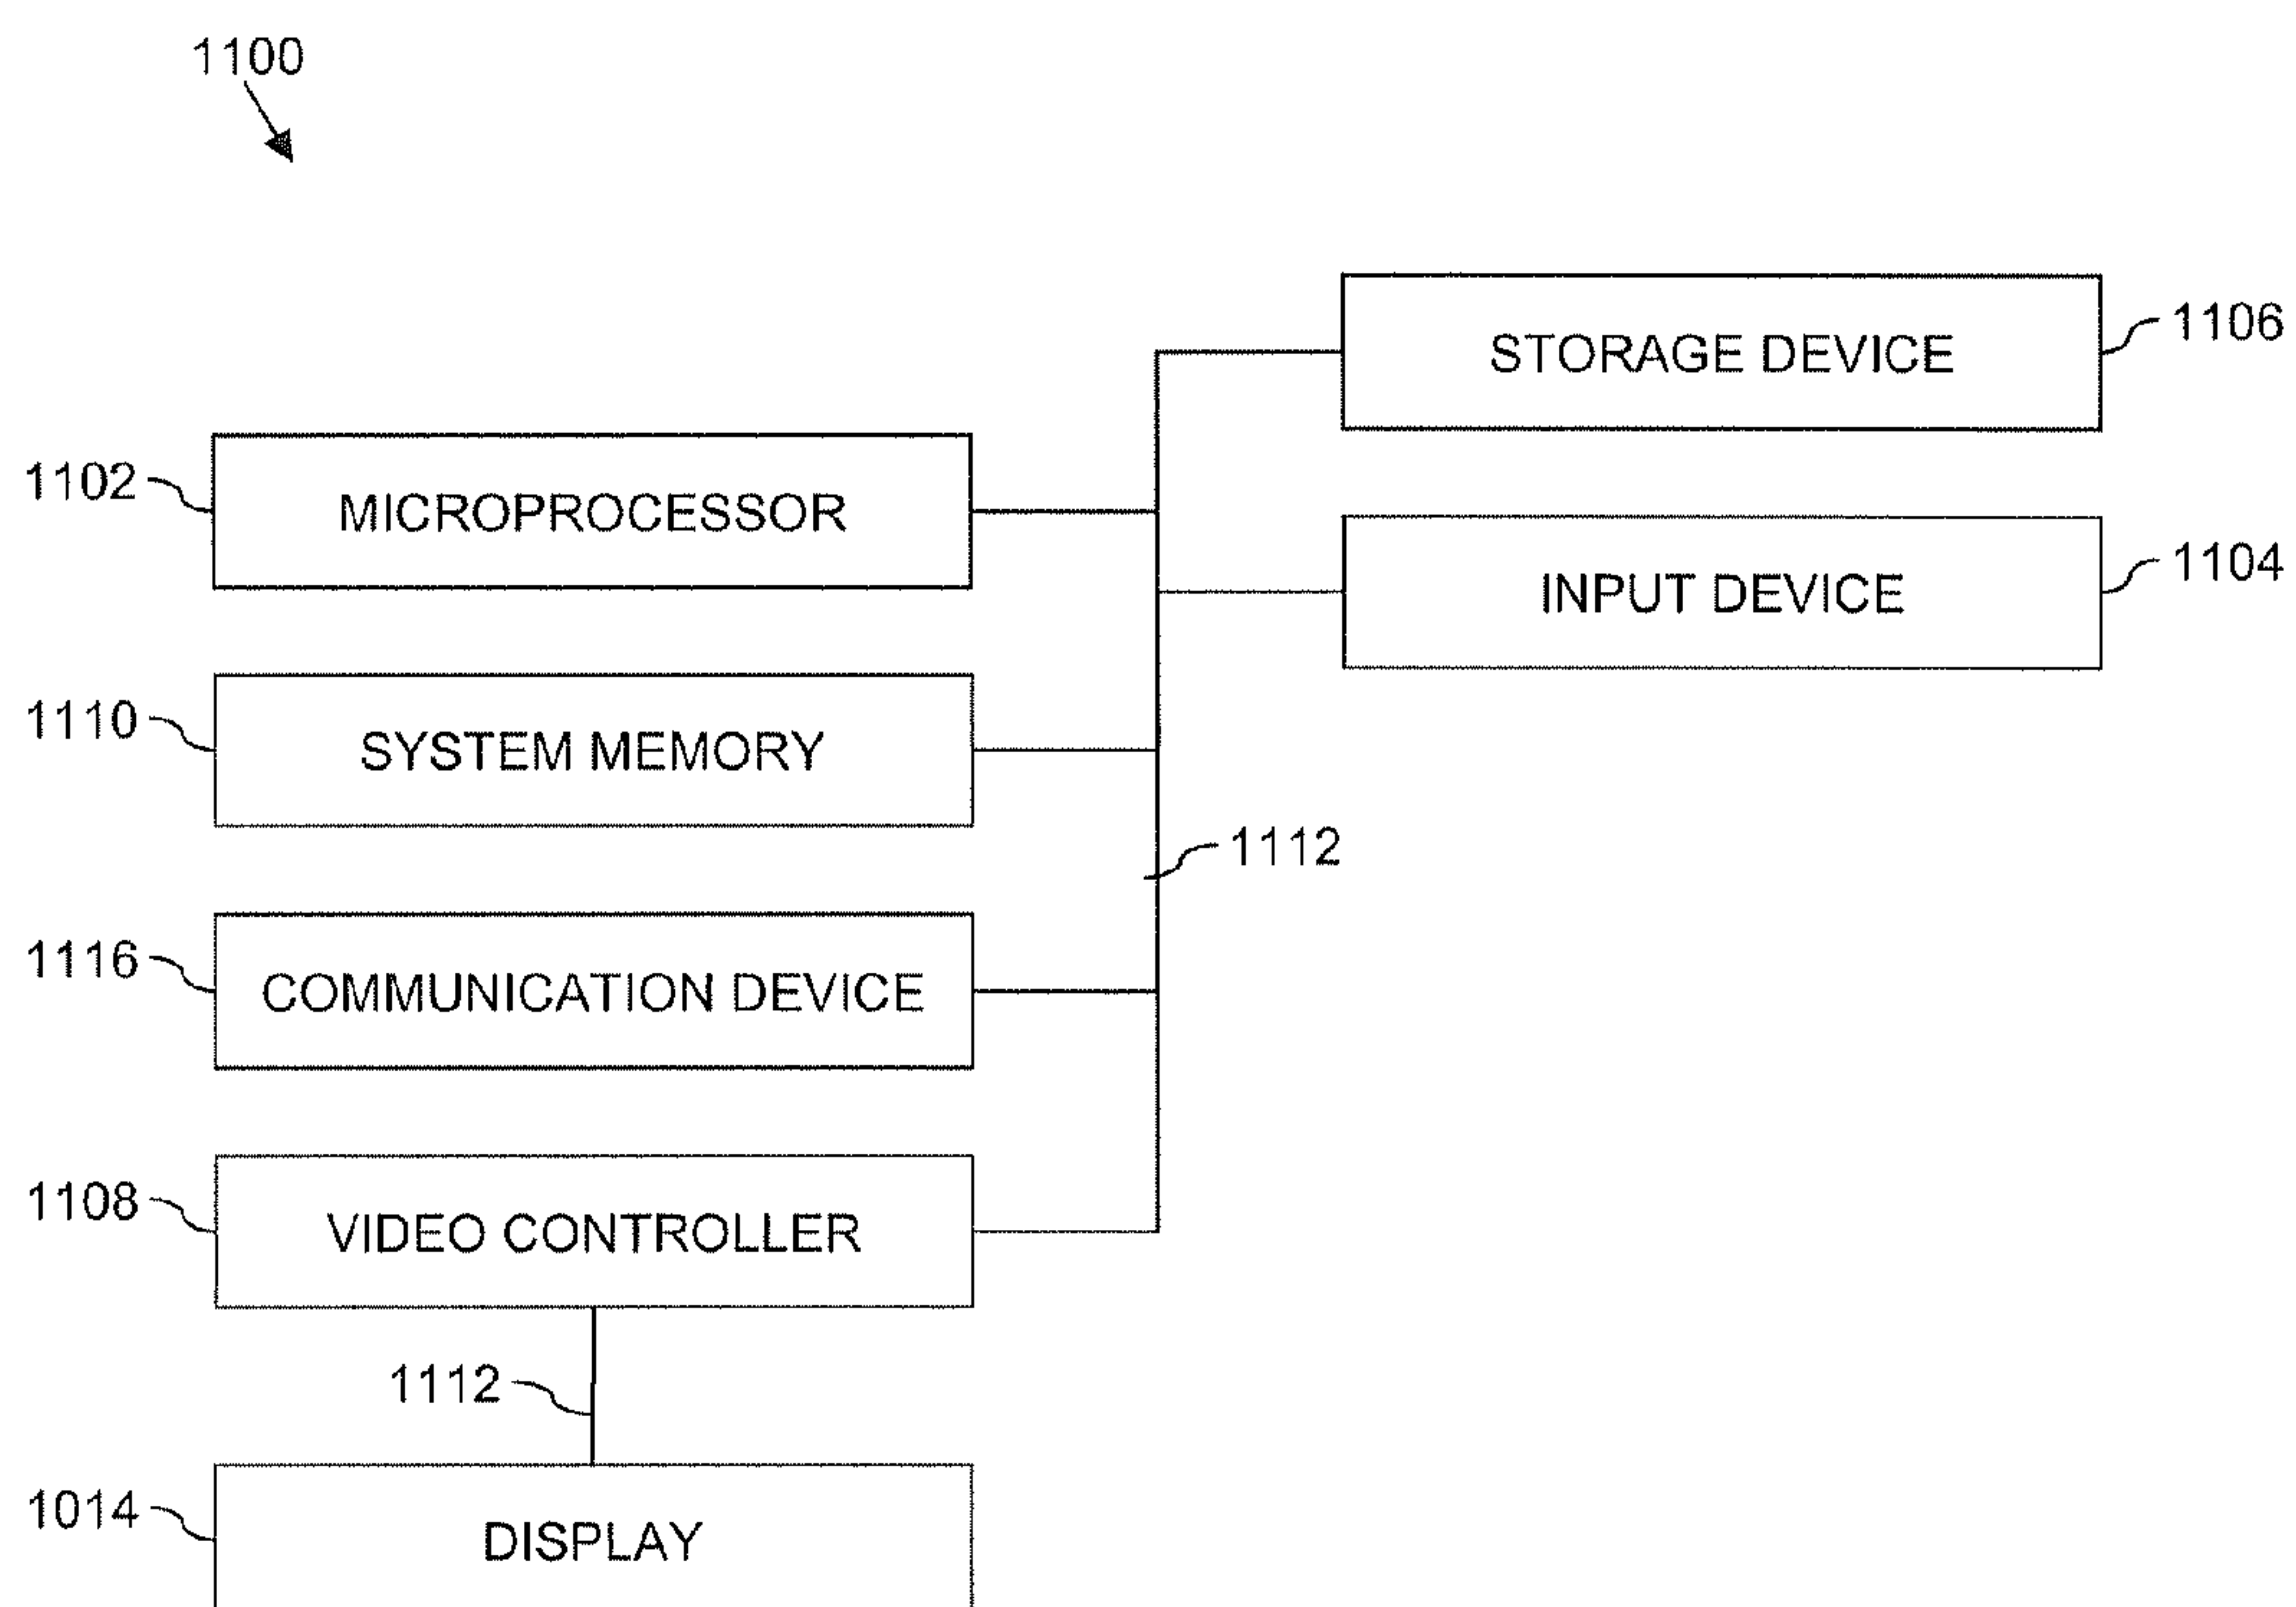 1100
STORAGE DEVICE
1106
1102
MICROPROCESSOR
INPUT DEVICE
1104
1110
SYSTEM MEMORY
1112
1116
COMMUNICATION DEVICE
1108
VIDEO CONTROLLER
1112
1014
DISPLAY